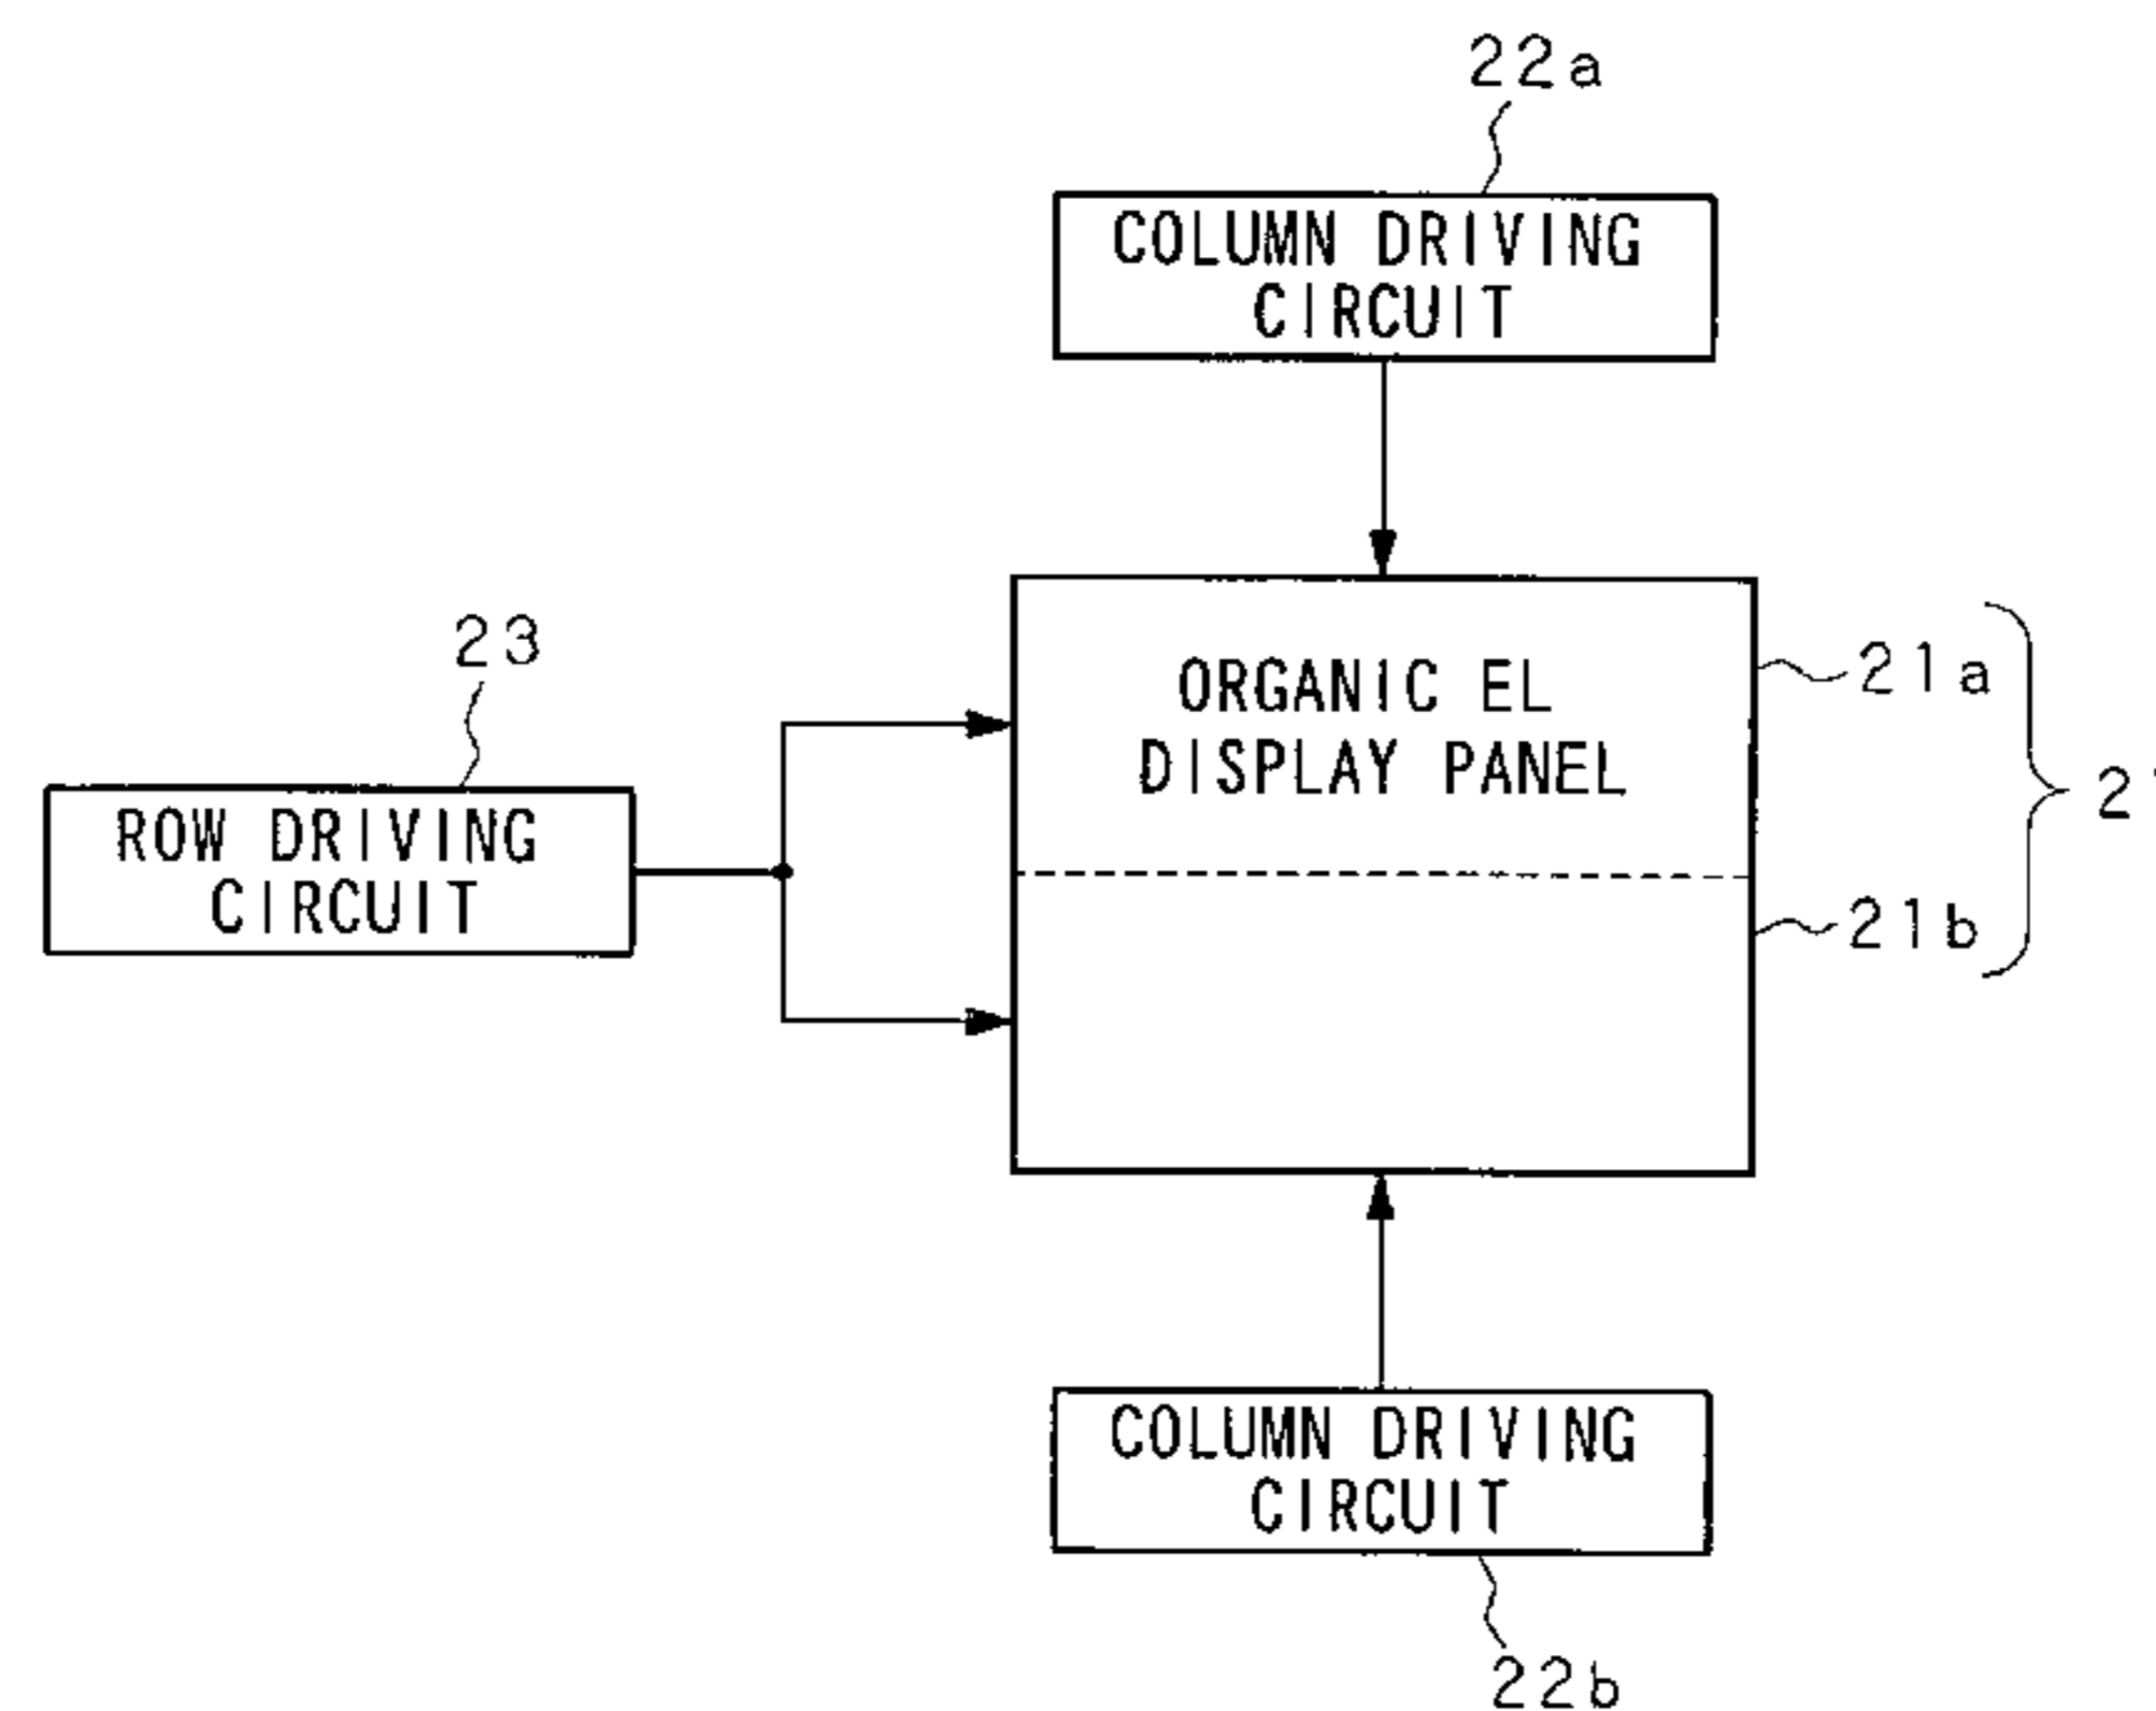 22a
COLUMN DRIVING
CIRCUIT
23
ORGANIC EL
DISPLAY PANEL
21a
ROW DRIVING
CIRCUIT
21b
COLUMN DRIVING
CIRCUIT
22b